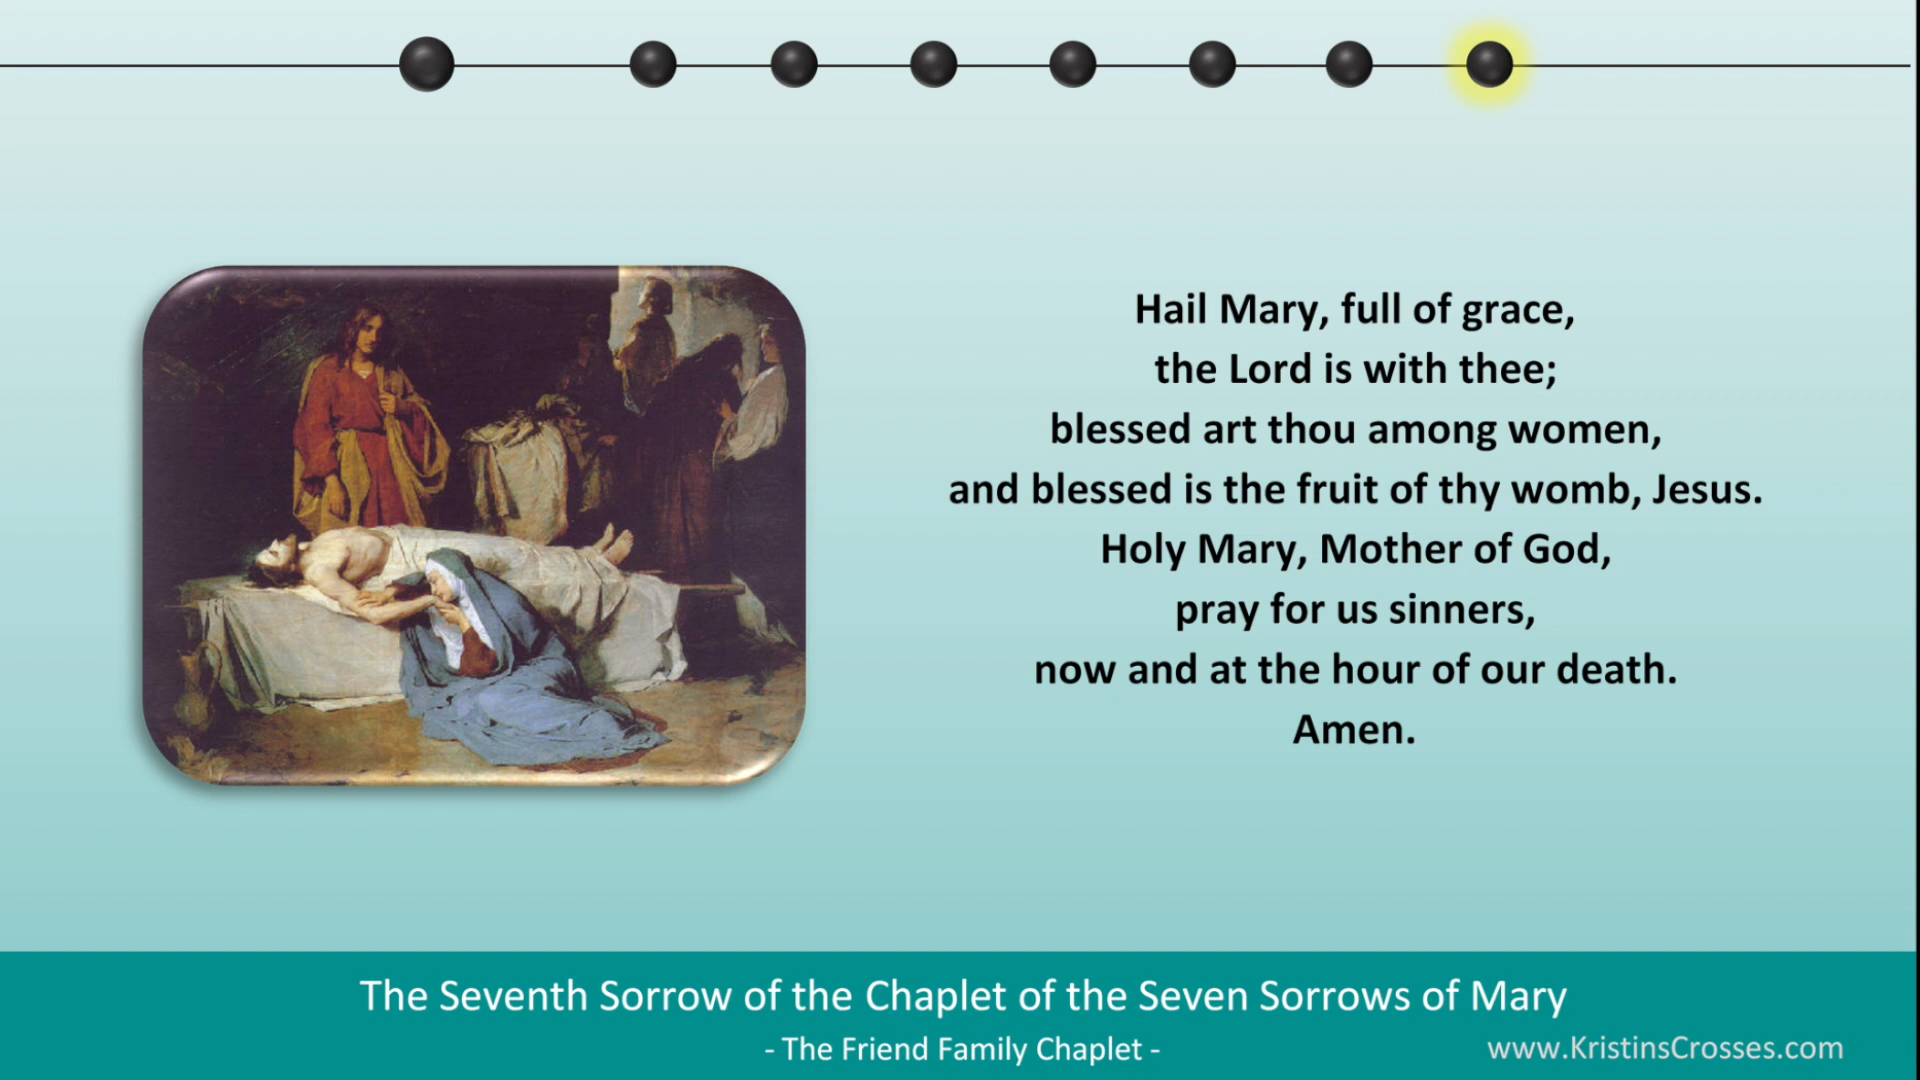 Hail Mary, full of grace,
the Lord is with thee;
blessed art thou among women,
and blessed is the fruit of thy womb, Jesus.
Holy Mary, Mother of God,
pray for us sinners,
now and at the hour of our death.
Amen.
The Seventh Sorrow of the Chaplet of the Seven Sorrows of Mary
- The Friend Family Chaplet -
www.KristinsCrosses.com